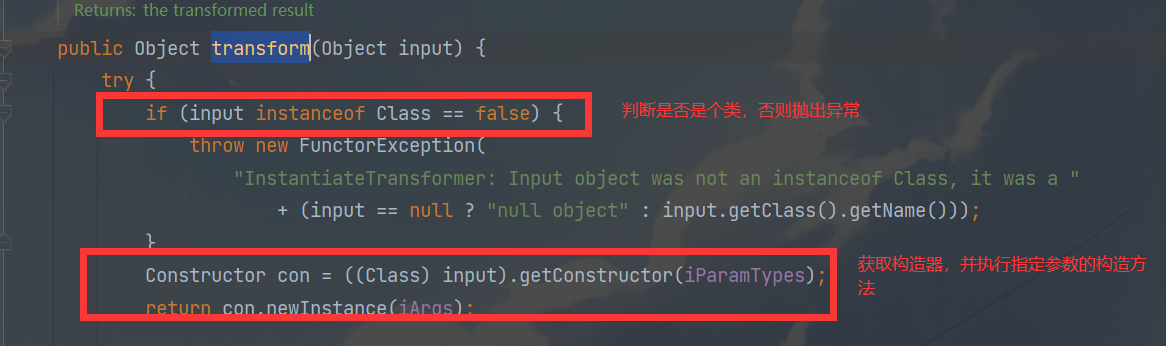 Returns: the transformed result
public Object transform(Object input) {
try {
if (input instanceof Class == false) {
判断是否是个类，否则抛出异常
throw new FunctorException(
"InstantiateTransformer: Input object was not an instanceof Class, it was a "
+ (input == null ? "null object" : input.getClass().getName()));
}
Constructor con = ((Class) input).getConstructor(iParamTypes);
return con.newInstance(iArgs);
获取构造器，并执行指定参数的构造方
法